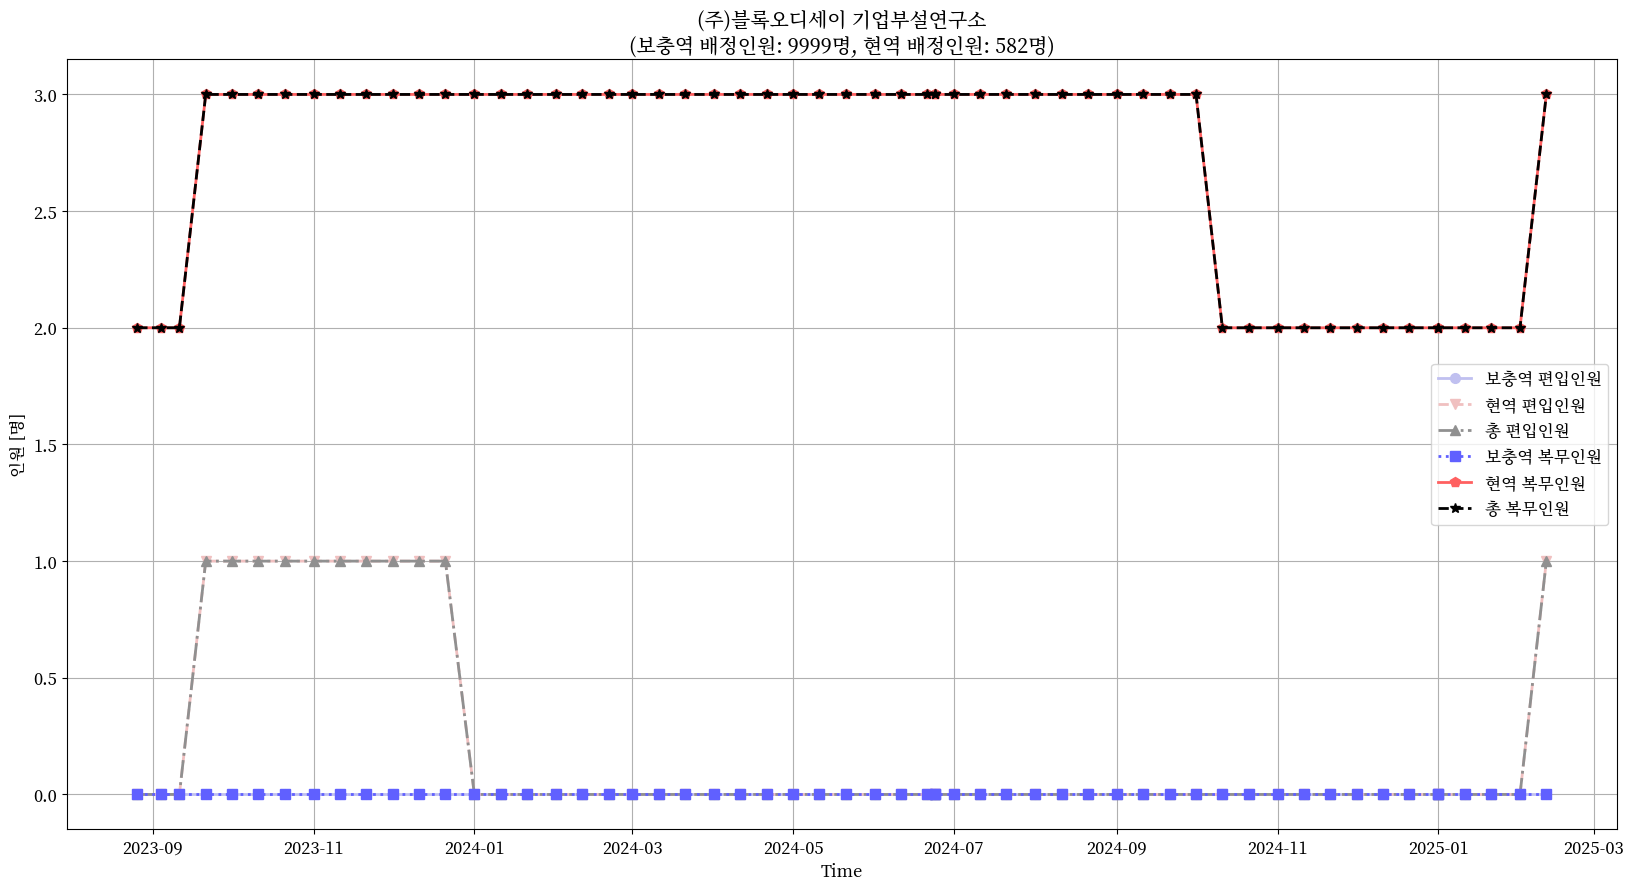 (주)블록오디세이 기업부설연구소
(보충역 배정인원: 9999명, 현역 배정인원: 582명)
3.0
2.5
2.0
1.5
1.0
0.5
0.0
인원 [명]
보충역 편입인원
현역 편입인원
총 편입인원
보충역 복무인원
현역 복무인원
총 복무인원
2023-09
2023-11
2024-01
2024-03
2024-05
2024-07
2024-09
2024-11
2025-01
2025-03
Time